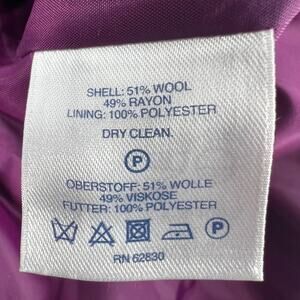 SHELL: 51% WOOL
49% RAYON
LINING: 100% POLYESTER
DRY CLEAN.
P
OBERSTOFF: 51% WOLLE
49% VISKOSE
FUTTER: 100% POLYESTER
P
RN 62830